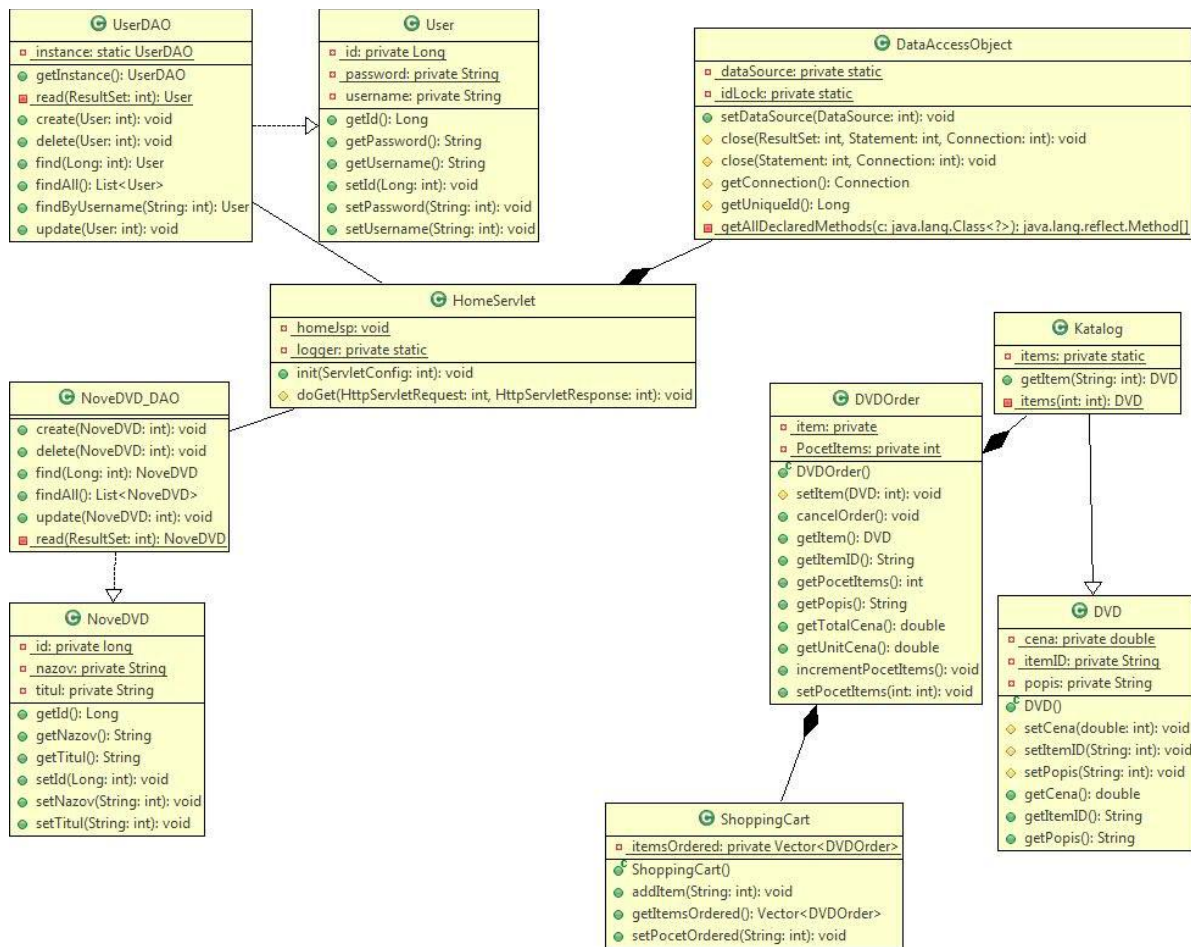 UserDAO
instance: static UserDAO
getInstance(): UserDAO
read(ResultSet: int): User
create(User: int): void
delete(User: int): void
find(Long: int): User
findAll(): List<User>
findByUsername(String: int): User
update(User: int): void
User
id: private Long
password: private String
username: private String
getId(): Long
getPassword(): String
getUsername(): String
setId(Long: int): void
setPassword(String: int): void
setUsername(String: int): void
DataAccessObject
dataSource: private static
idLock: private static
setDataSource(DataSource: int): void
close(ResultSet: int, Statement: int, Connection: int): void
close(Statement: int, Connection: int): void
getConnection(): Connection
getUniqueId(): Long
getAllDeclaredMethods(c: java.lang.Class<?>): java.lang.reflect.Method[]
HomeServlet
homeJsp: void
logger: private static
init(ServletConfig: int): void
doGet(HttpServletRequest: int, HttpServletResponse: int): void
Katalog
items: private static
getItem(String: int): DVD
items(int: int): DVD
NoveDVD_DAO
create(NoveDVD: int): void
delete(NoveDVD: int): void
find(Long: int): NoveDVD
findAll(): List<NoveDVD>
update(NoveDVD: int): void
read(ResultSet: int): NoveDVD
DVDOrder
item: private
PocetItems: private int
DVDOrder()
setItem(DVD: int): void
cancelOrder(): void
getItem(): DVD
getItemID(): String
getPocetItems(): int
getPopis(): String
getTotalCena(): double
getUnitCena(): double
incrementPocetItems(): void
setPocetItems(int: int): void
NoveDVD
id: private long
nazov: private String
titul: private String
getId(): Long
getNazov(): String
getTitul(): String
setId(Long: int): void
setNazov(String: int): void
setTitul(String: int): void
DVD
cena: private double
itemID: private String
popis: private String
DVD()
setCena(double: int): void
setItemID(String: int): void
setPopis(String: int): void
getCena(): double
getItemID(): String
getPopis(): String
ShoppingCart
itemsOrdered: private Vector<DVDOrder>
ShoppingCart()
addItem(String: int): void
getItemsOrdered(): Vector<DVDOrder>
setPocetOrdered(String: int): void